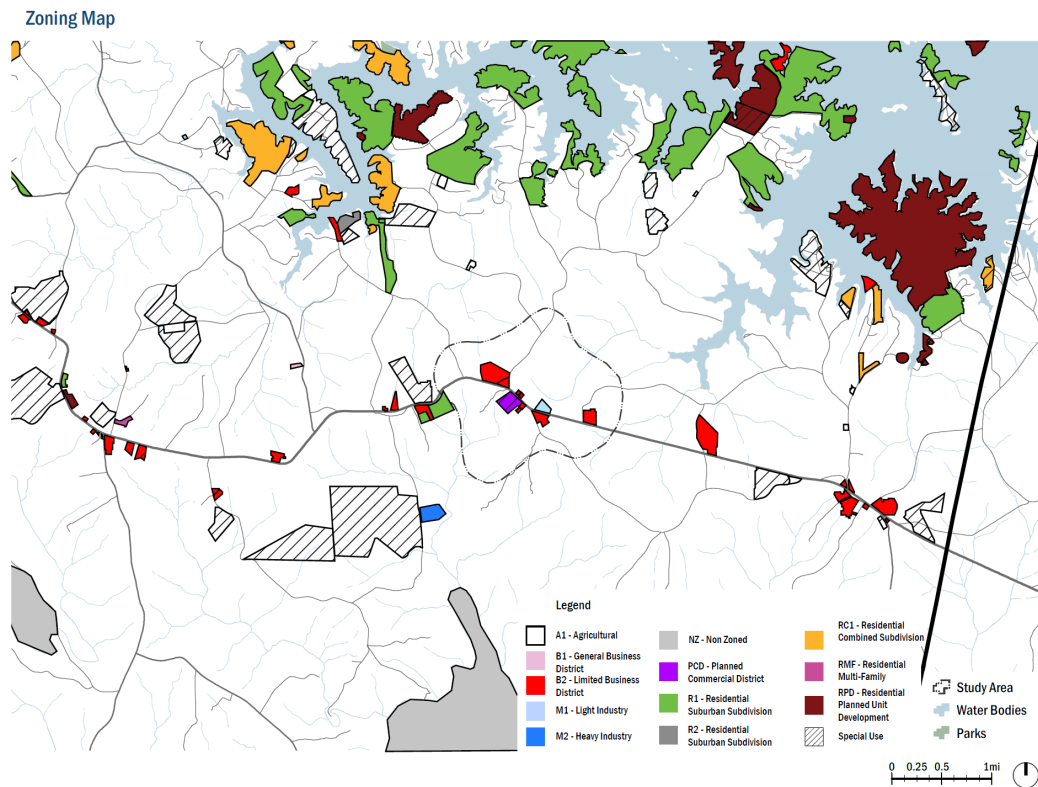 Zoning Map
Legend
A1 - Agricultural
B1 - General Business
District
B2 - Limited Business
District
M1 - Light Industry
M2 - Heavy Industry
NZ - Non Zoned
PCD - Planned
Commercial District
R1 - Residential
Suburban Subdivision
R2 - Residential
Suburban Subdivision
RC1 - Residential
Combined Subdivision
RMF - Residential
Multi-Family
RPD - Residential
Planned Unit
Development
Special Use
Study Area
Water Bodies
Parks
0 0.25 0.5 1mi